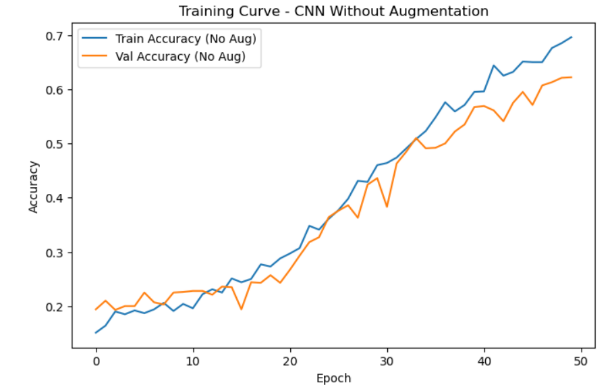 Training Curve - CNN Without Augmentation
Train Accuracy (No Aug)
Val Accuracy (No Aug)
0.7
0.6
0.5
0.4
0.3
0.2
Accuracy
0 10 20 30 40 50
Epoch